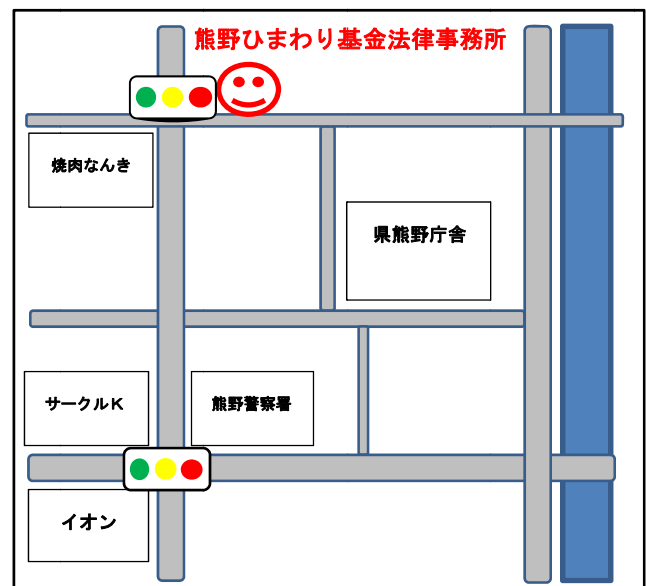 熊野ひまわり基金法律事務所
焼肉なんき
県熊野庁舎
サークルK
熊野警察署
イオン